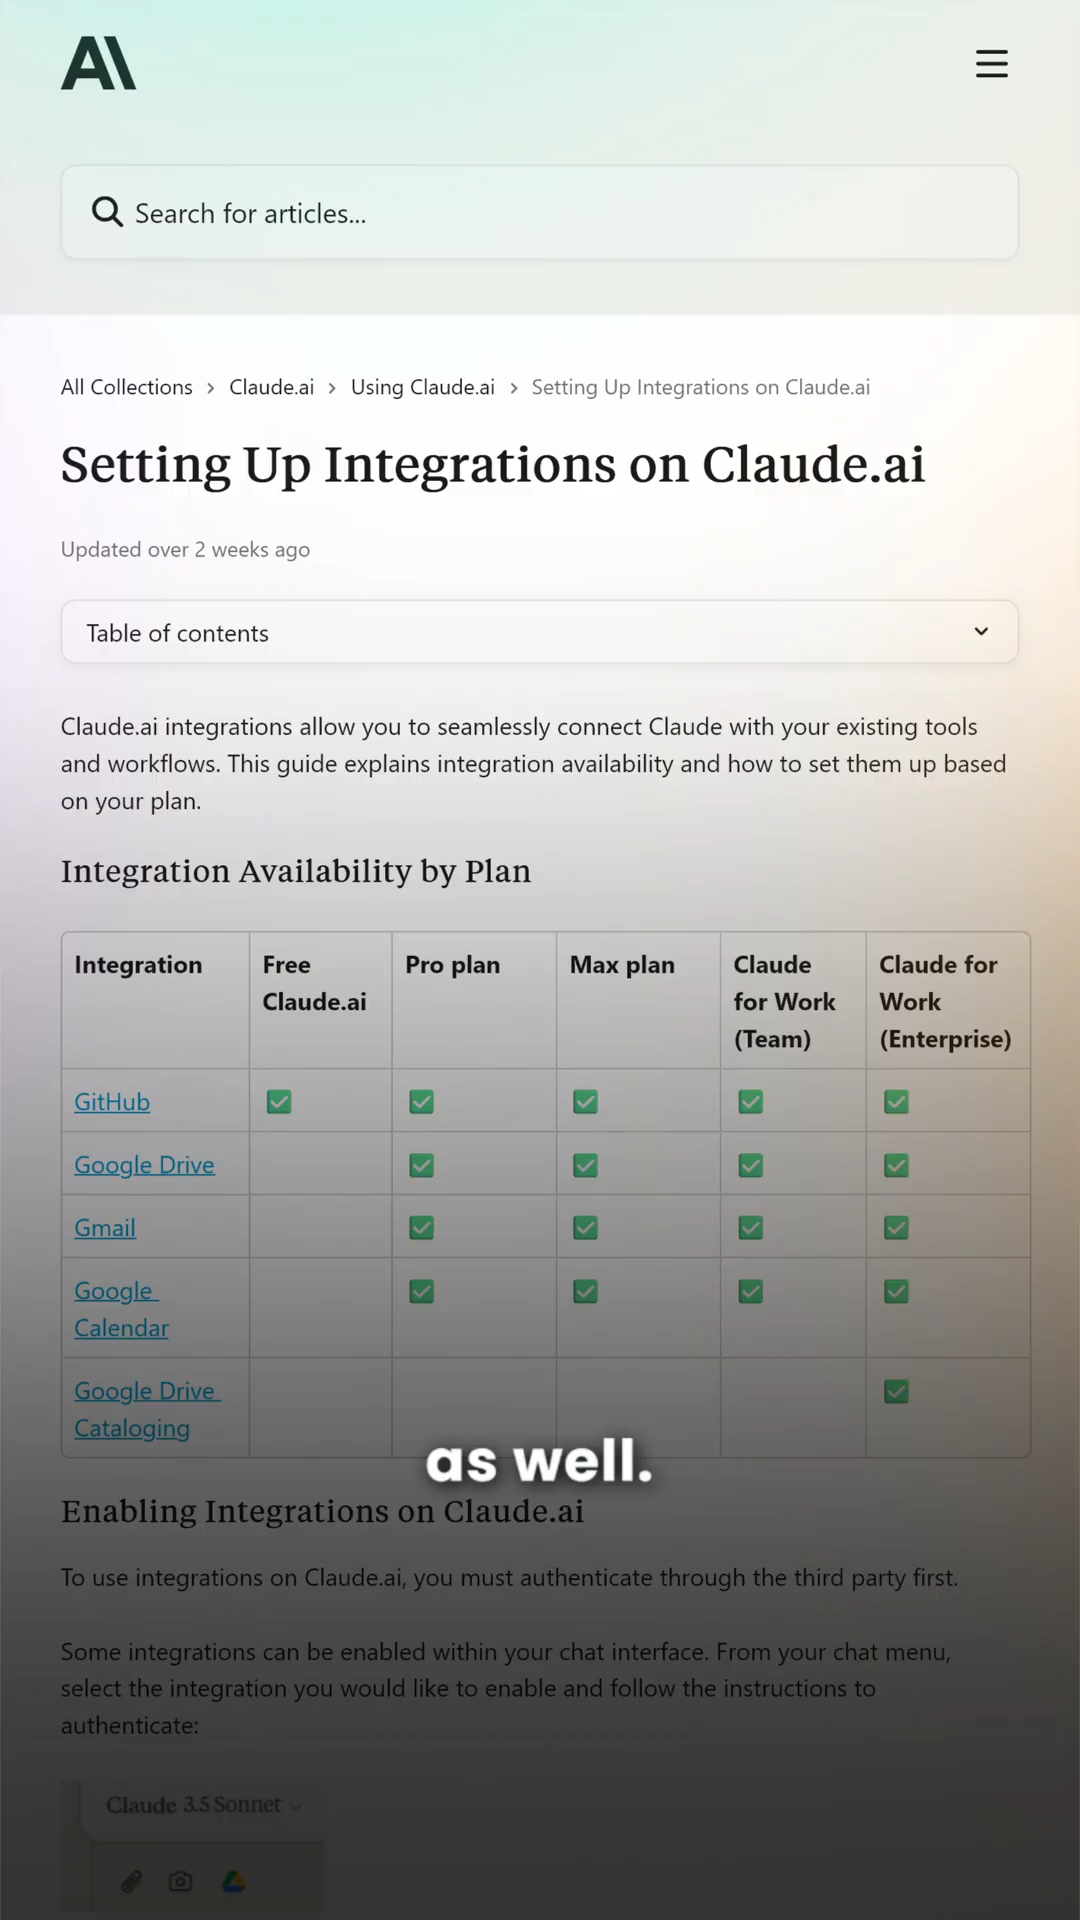 Search for articles...
All Collections > Claude.ai > Using Claude.ai > Setting Up Integrations on Claude.ai
Setting Up Integrations on Claude.ai
Updated over 2 weeks ago
Table of contents
Claude.ai integrations allow you to seamlessly connect Claude with your existing tools
and workflows. This guide explains integration availability and how to set them up based
on your plan.
Integration Availability by Plan
Integration
Free
Claude.ai
Pro plan
Max plan
Claude
for Work
(Team)
Claude for
Work
(Enterprise)
GitHub ✅ ✅ ✅ ✅ ✅
Google Drive ✅ ✅ ✅ ✅
Gmail ✅ ✅ ✅ ✅
Google ✅ ✅ ✅ ✅
Calendar
Google Drive ✅
Cataloging
as well.
Enabling Integrations on Claude.ai
To use integrations on Claude.ai, you must authenticate through the third party first.
Some integrations can be enabled within your chat interface. From your chat menu,
select the integration you would like to enable and follow the instructions to
authenticate:
Claude 3.5 Sonnet